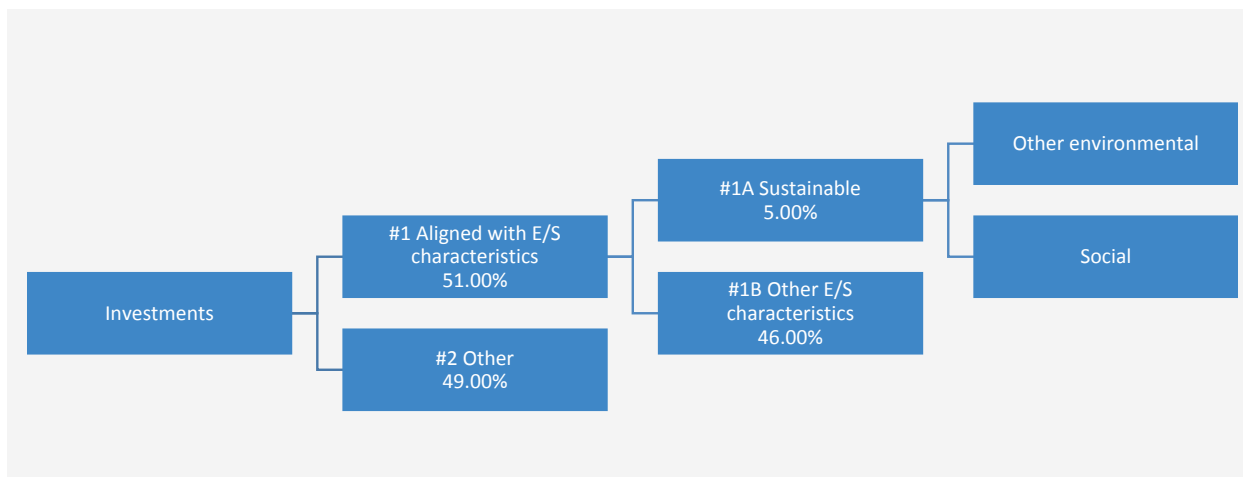 Investments
#1 Aligned with E/S
characteristics
51.00%
#2 Other
49.00%
#1A Sustainable
5.00%
#1B Other E/S
characteristics
46.00%
Other environmental
Social